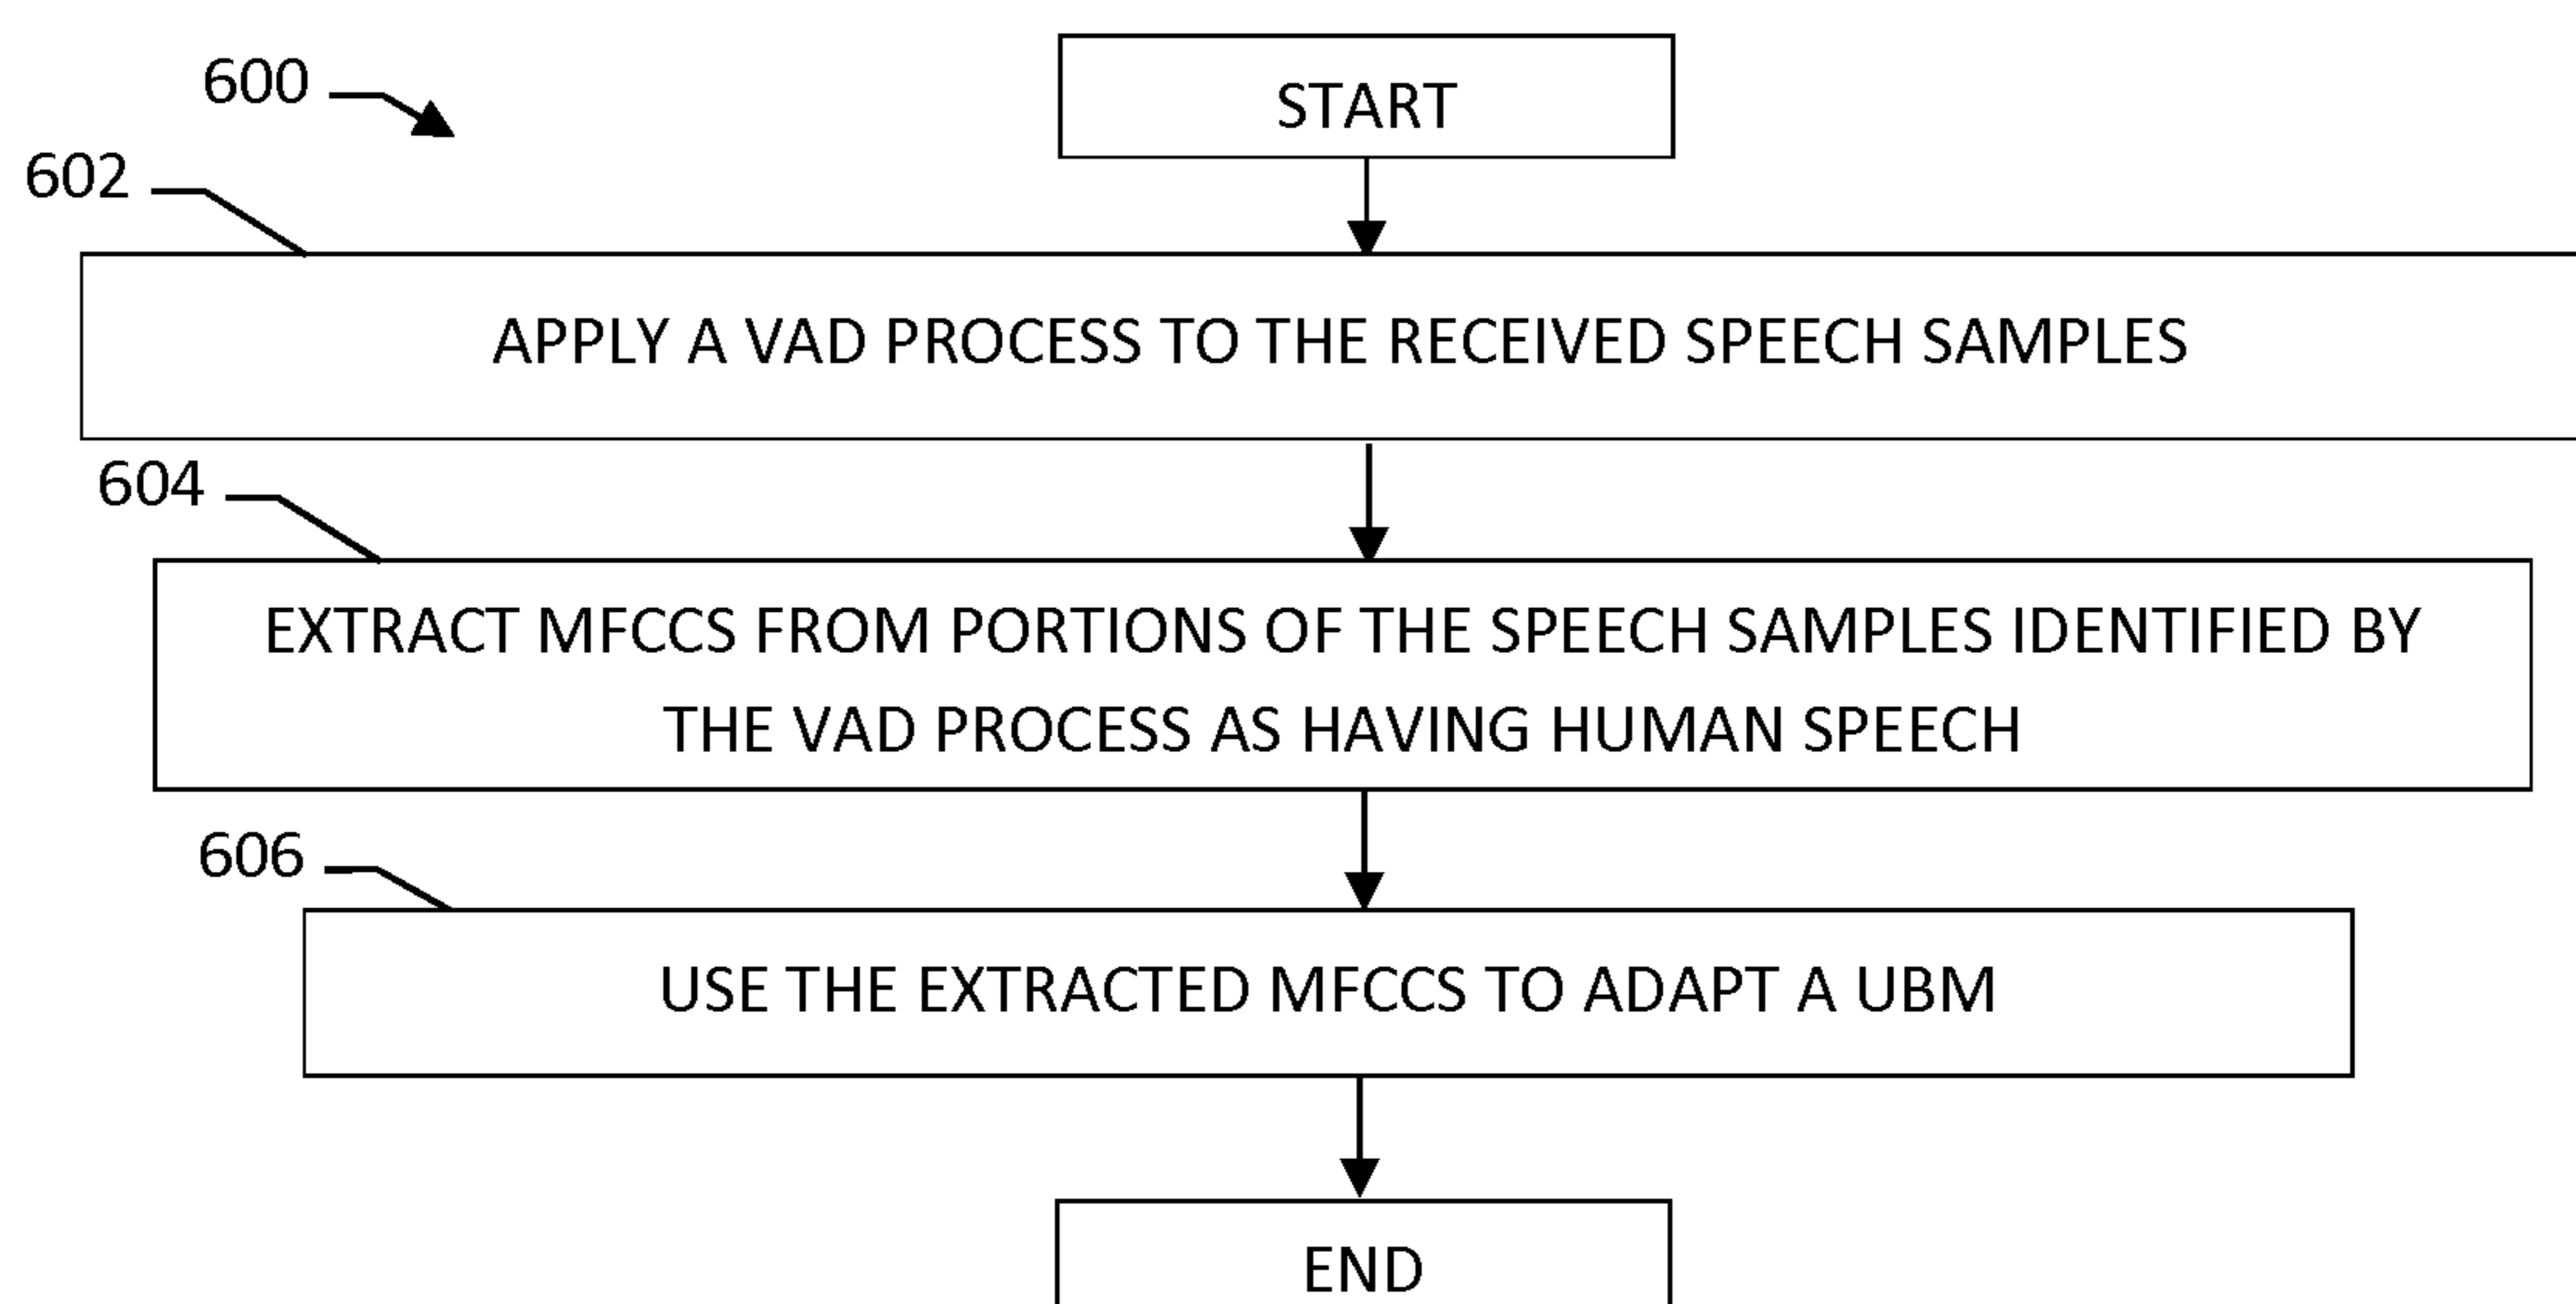 600
START
602
APPLY A VAD PROCESS TO THE RECEIVED SPEECH SAMPLES
604
EXTRACT MFCCS FROM PORTIONS OF THE SPEECH SAMPLES IDENTIFIED BY
THE VAD PROCESS AS HAVING HUMAN SPEECH
606
USE THE EXTRACTED MFCCS TO ADAPT A UBM
END